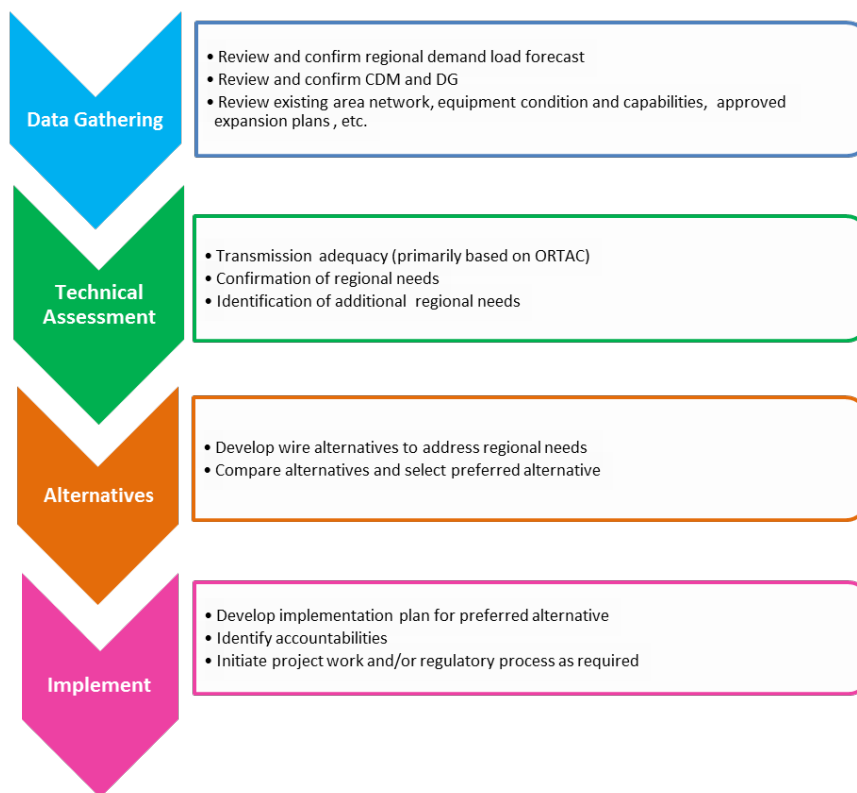 Data Gathering
• Review and confirm regional demand load forecast
• Review and confirm CDM and DG
• Review existing area network, equipment condition and capabilities, approved
expansion plans , etc.
Technical
Assessment
• Transmission adequacy (primarily based on ORTAC)
• Confirmation of regional needs
• Identification of additional regional needs
Alternatives
• Develop wire alternatives to address regional needs
• Compare alternatives and select preferred alternative
Implement
• Develop implementation plan for preferred alternative
• Identify accountabilities
• Initiate project work and/or regulatory process as required